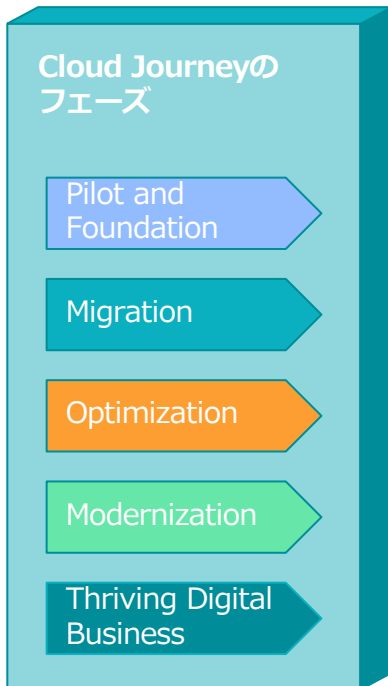 Cloud Journeyの
フェーズ
Pilot and
Foundation
Migration
Optimization
Modernization
Thriving Digital
Business